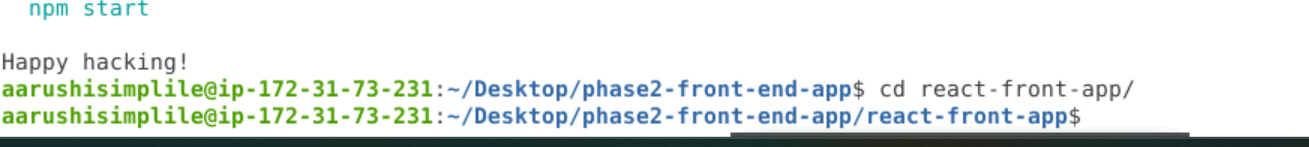 npm start
Happy hacking!
aarushisimplile@ip-172-31-73-231:~/Desktop/phase2-front-end-app$ cd react-front-app/
aarushisimplile@ip-172-31-73-231:~/Desktop/phase2-front-end-app/react-front-app$